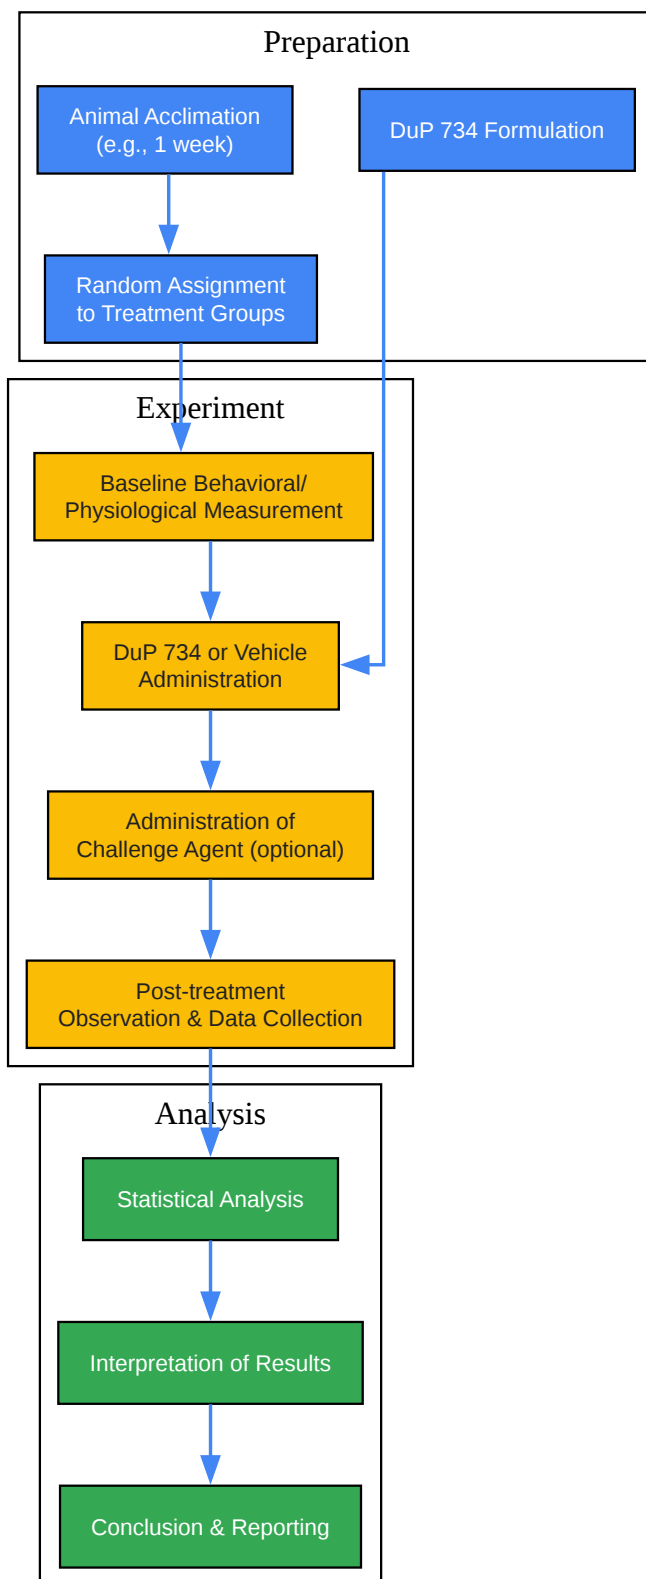 Preparation
Animal Acclimation
(e.g., 1 week)
DuP 734 Formulation
Random Assignment
to Treatment Groups
Experiment
Baseline Behavioral/
Physiological Measurement
DuP 734 or Vehicle
Administration
Administration of
Challenge Agent (optional)
Post-treatment
Observation & Data Collection
Analysis
Statistical Analysis
Interpretation of Results
Conclusion & Reporting